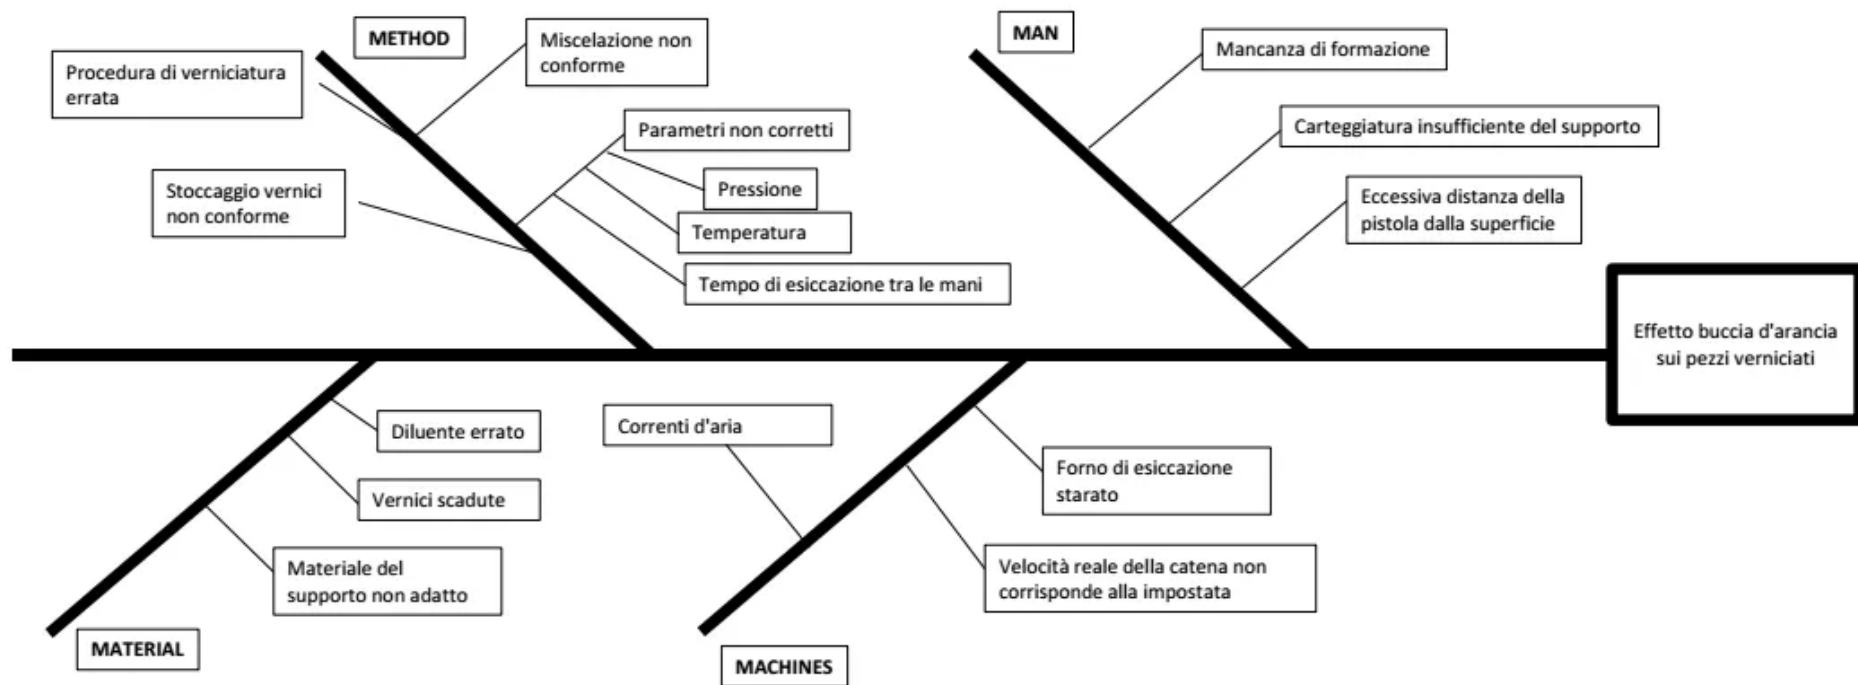 METHOD
Miscelazione non
conforme
Procedura di verniciatura
errata
Parametri non corretti
Pressione
Stoccaggio vernici
non conforme
Temperatura
Tempo di esiccazione tra le mani
MAN
Mancanza di formazione
Carteggiatura insufficiente del supporto
Eccessiva distanza della
pistola dalla superficie
Effetto buccia d'arancia
sui pezzi verniciati
Diluente errato
Vernici scadute
Materiale del
supporto non adatto
MATERIAL
Correnti d'aria
Forno di esiccazione
starato
Velocità reale della catena non
corrisponde alla impostata
MACHINES